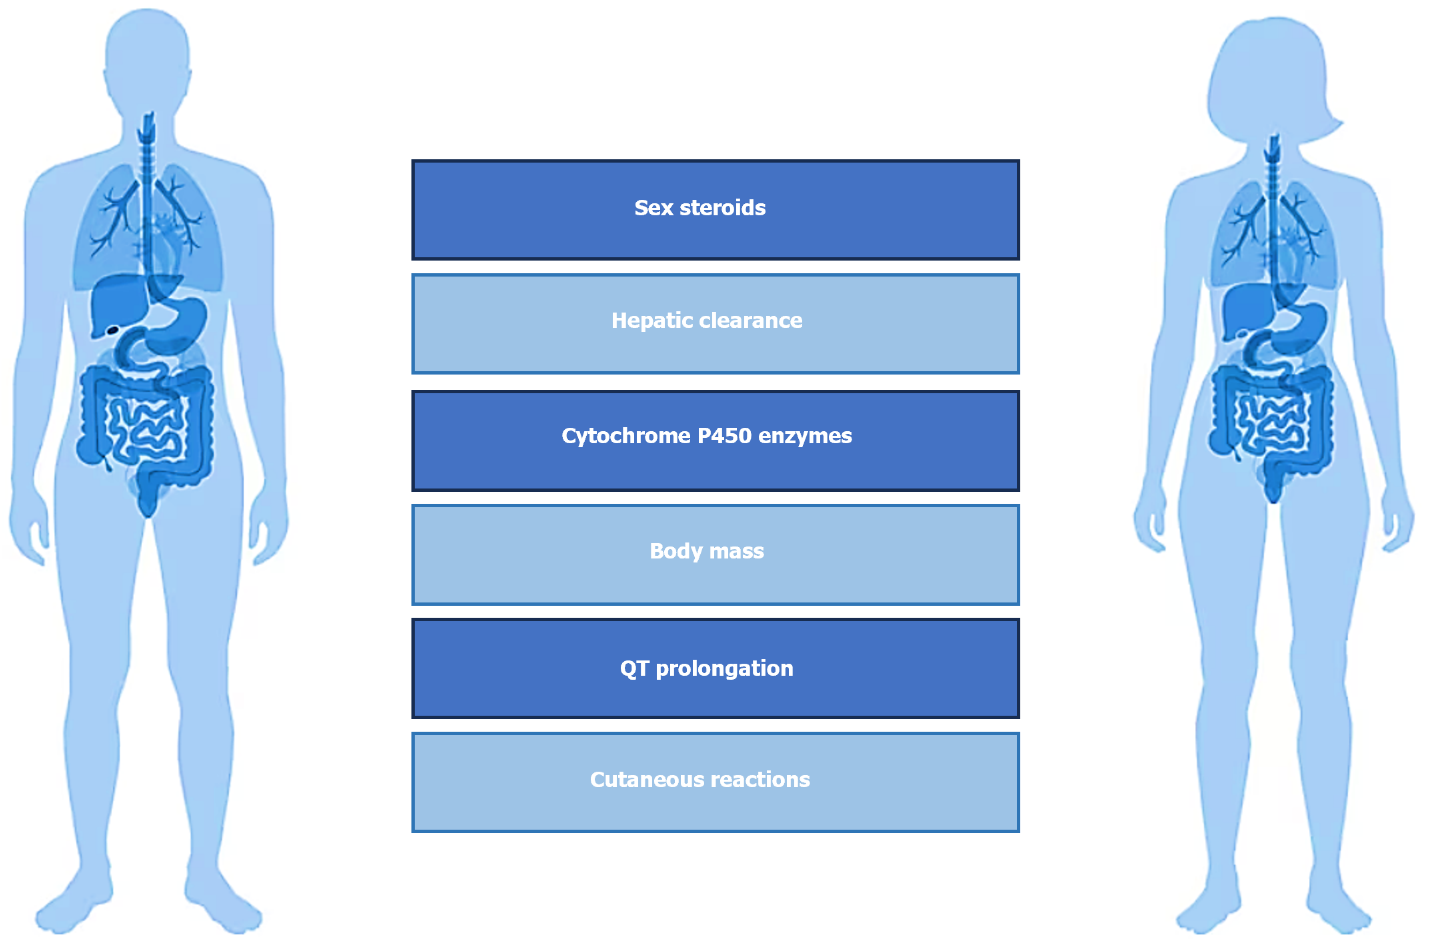 Sex steroids
Hepatic clearance
Cytochrome P450 enzymes
Body mass
QT prolongation
Cutaneous reactions